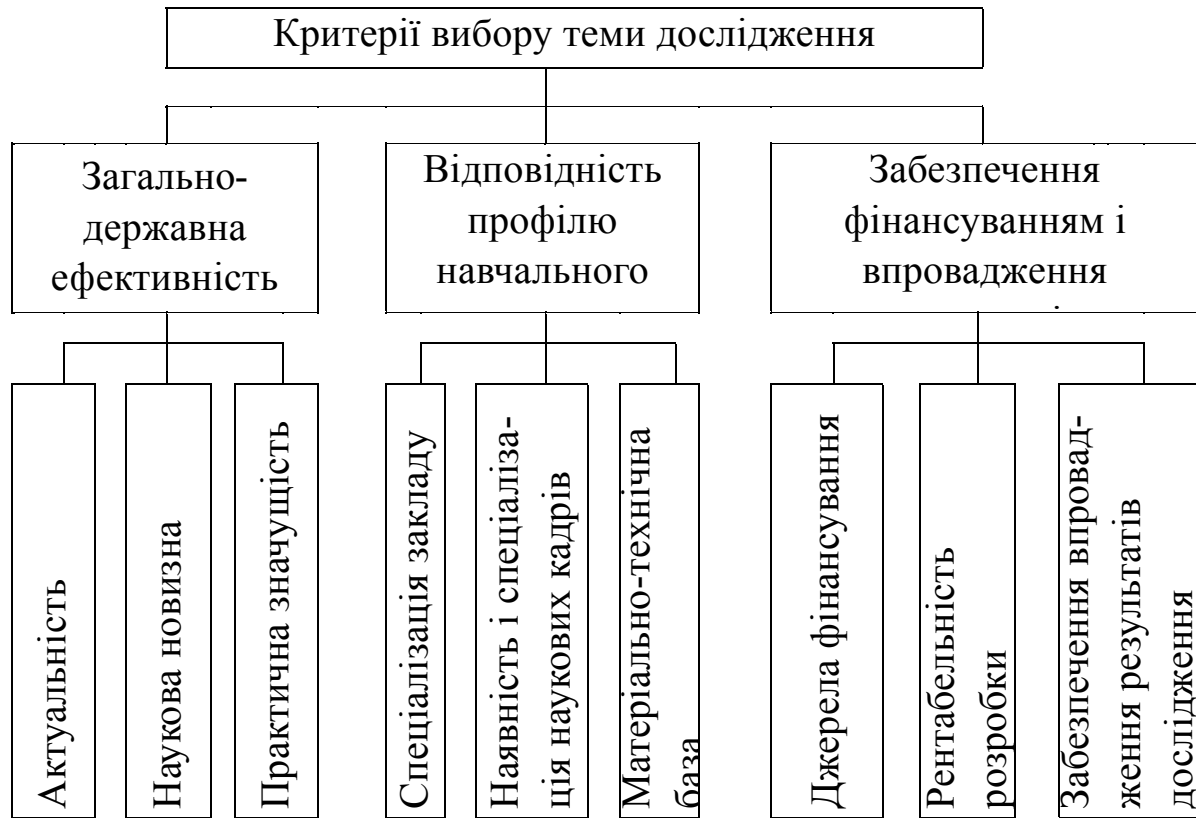 Критерії вибору теми дослідження
Загально-
державна
ефективність
Відповідність
профілю
навчального
Забезпечення
фінансуванням і
впровадження
Актуальність
Наукова новизна
Практична значущість
Спеціалізація закладу
Наявність і спеціаліза-
ція наукових кадрів
Матеріально-технічна
база
Джерела фінансування
Рентабельність
розробки
Забезпечення впровад-
ження результатів
дослідження